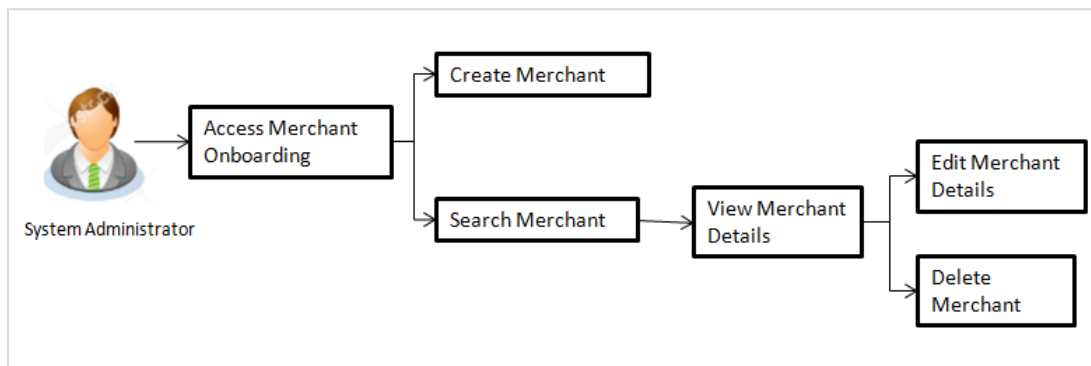 System Administrator
Access Merchant
Onboarding
Create Merchant
Search Merchant
View Merchant
Details
Edit Merchant
Details
Delete
Merchant